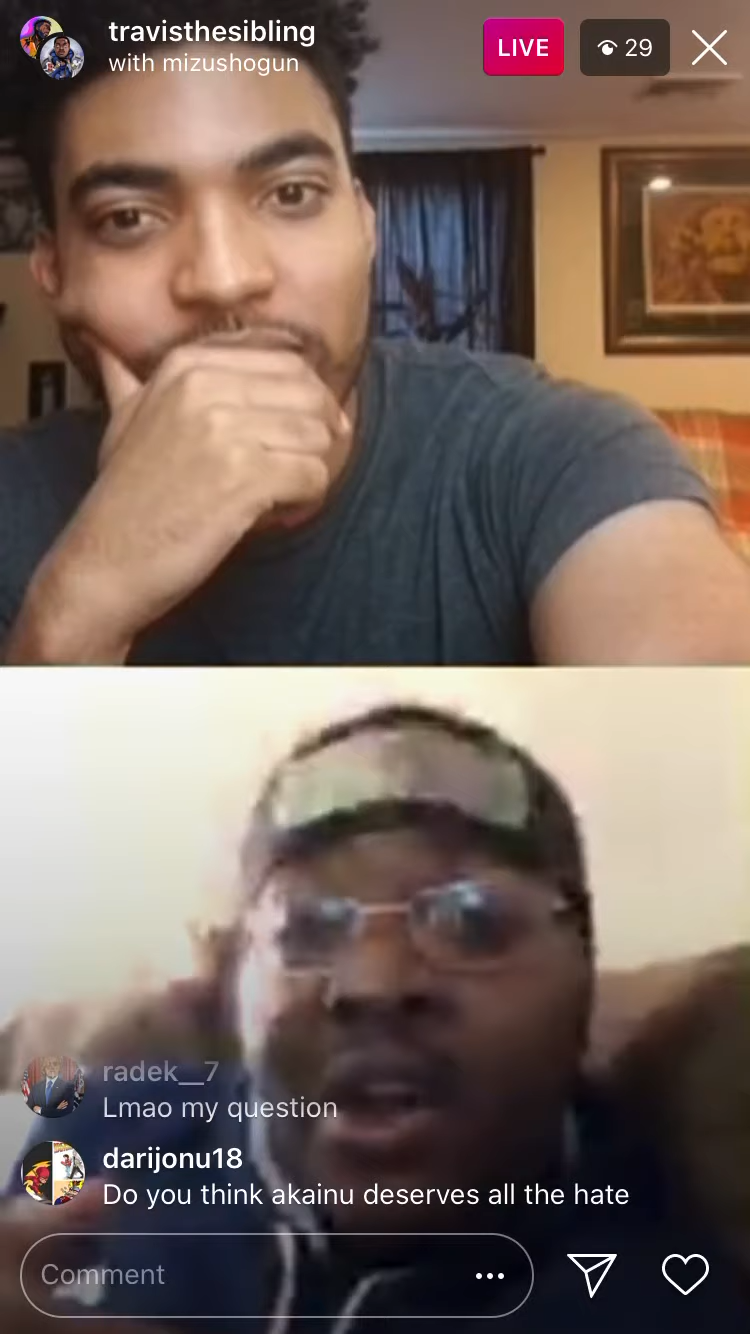 travisthesibling
with mizushogun
LIVE
29
radek__7
Lmao my question
darijonu18
Do you think akainu deserves all the hate
Comment